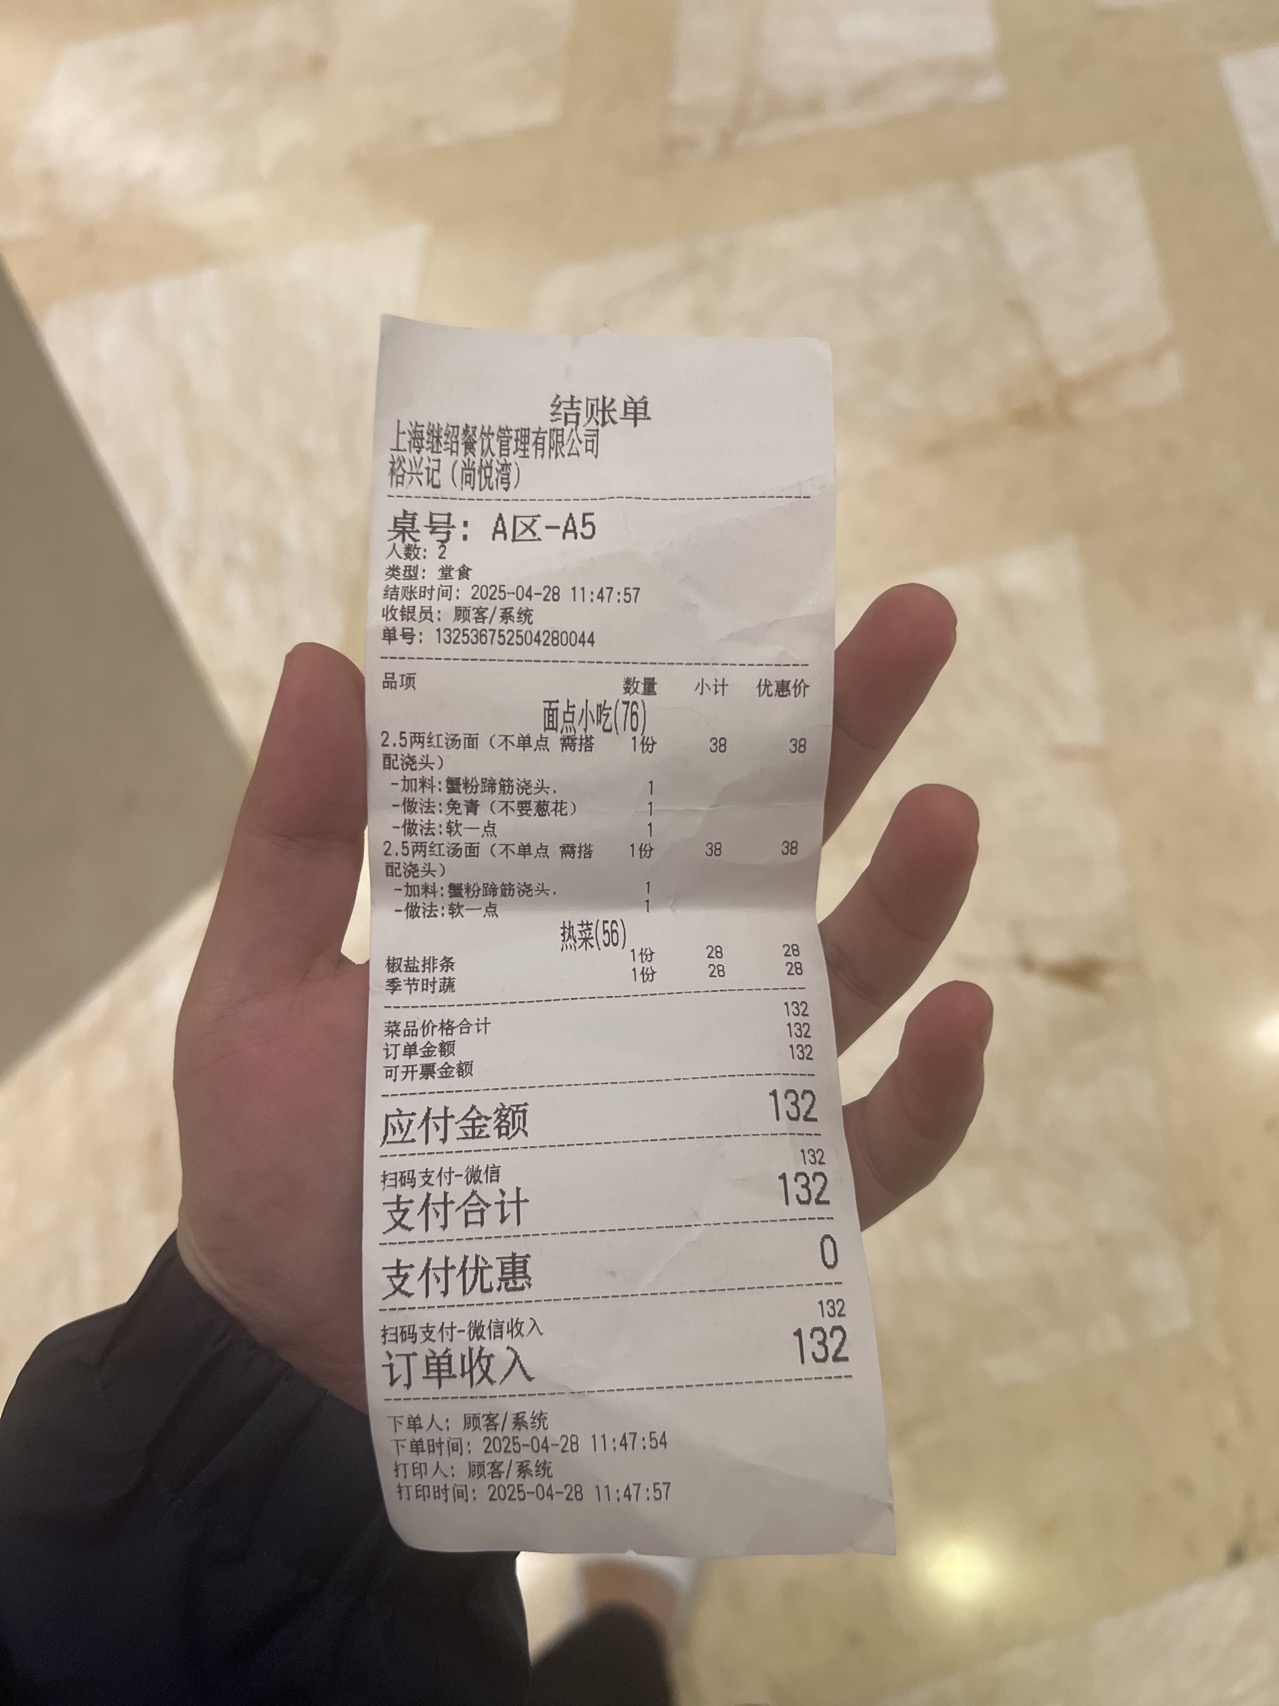 结账单
上海继绍餐饮管理有限公司
裕兴记（尚悦湾）
桌号: A区-A5
人数: 2
类型: 堂食
结账时间: 2025-04-28 11:47:57
收银员: 顾客/系统
单号: 132536752504280044
品项 数量 小计 优惠价
面点小吃(76)
2.5两红汤面（不单点 需搭 1份 38 38
配浇头）
-加料:蟹粉蹄筋浇头. 1
-做法:免青（不要葱花） 1
-做法:软一点 1
2.5两红汤面（不单点 需搭 1份 38 38
配浇头）
-加料:蟹粉蹄筋浇头. 1
-做法:软一点 1
热菜(56)
椒盐排条 1份 28 28
季节时蔬 1份 28 28
菜品价格合计 132
订单金额 132
可开票金额 132
应付金额 132
扫码支付-微信 132
支付合计 132
支付优惠 0
扫码支付-微信收入 132
订单收入 132
下单人: 顾客/系统
下单时间: 2025-04-28 11:47:54
打印人: 顾客/系统
打印时间: 2025-04-28 11:47:57